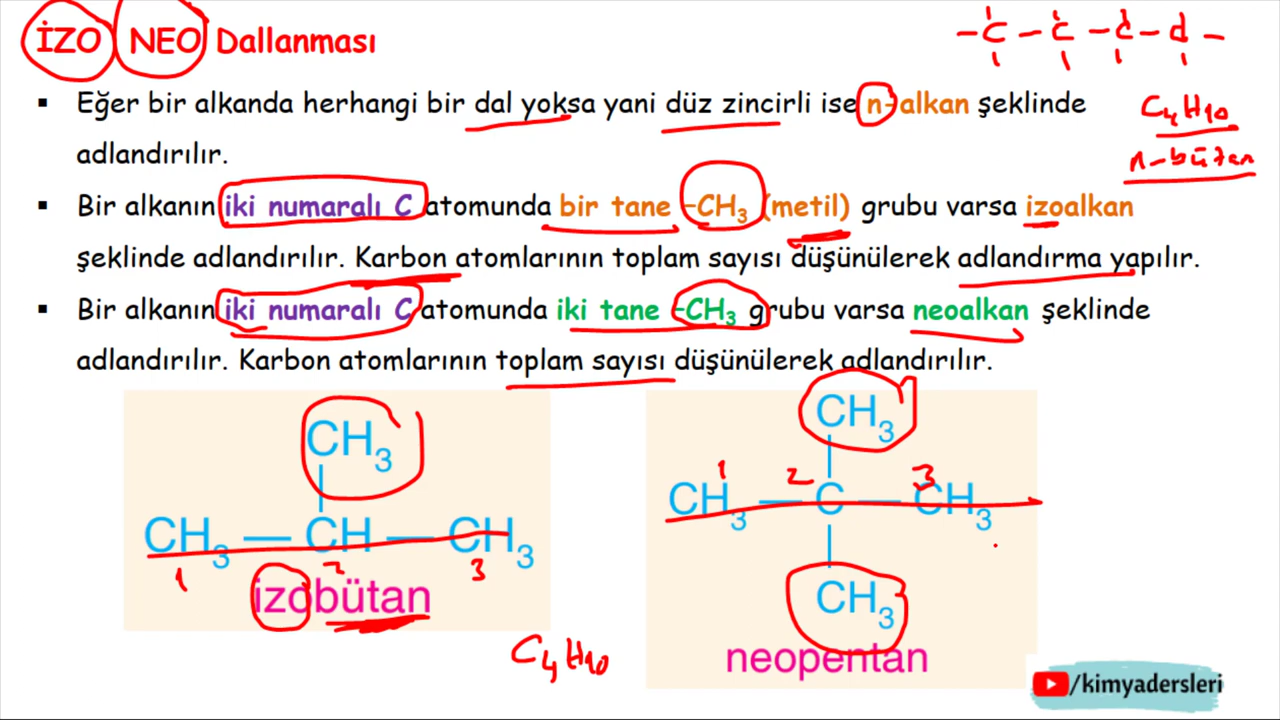 İZO NEO Dallanması
-C-C-C-C-
▪ Eğer bir alkanda herhangi bir dal yoksa yani düz zincirli ise n-alkan şeklinde
adlandırılır.
C₄H₁₀
n-bütan
▪ Bir alkanın iki numaralı C atomunda bir tane -CH₃ (metil) grubu varsa izoalkan
şeklinde adlandırılır. Karbon atomlarının toplam sayısı düşünülerek adlandırma yapılır.
▪ Bir alkanın iki numaralı C atomunda iki tane -CH₃ grubu varsa neoalkan şeklinde
adlandırılır. Karbon atomlarının toplam sayısı düşünülerek adlandırılır.
CH₃
CH₃ — CH — CH₃
1 2 3
izobütan
C₄H₁₀
CH₃
1 2 3
CH₃ — C — CH₃
CH₃
neopentan
/kimyadersleri